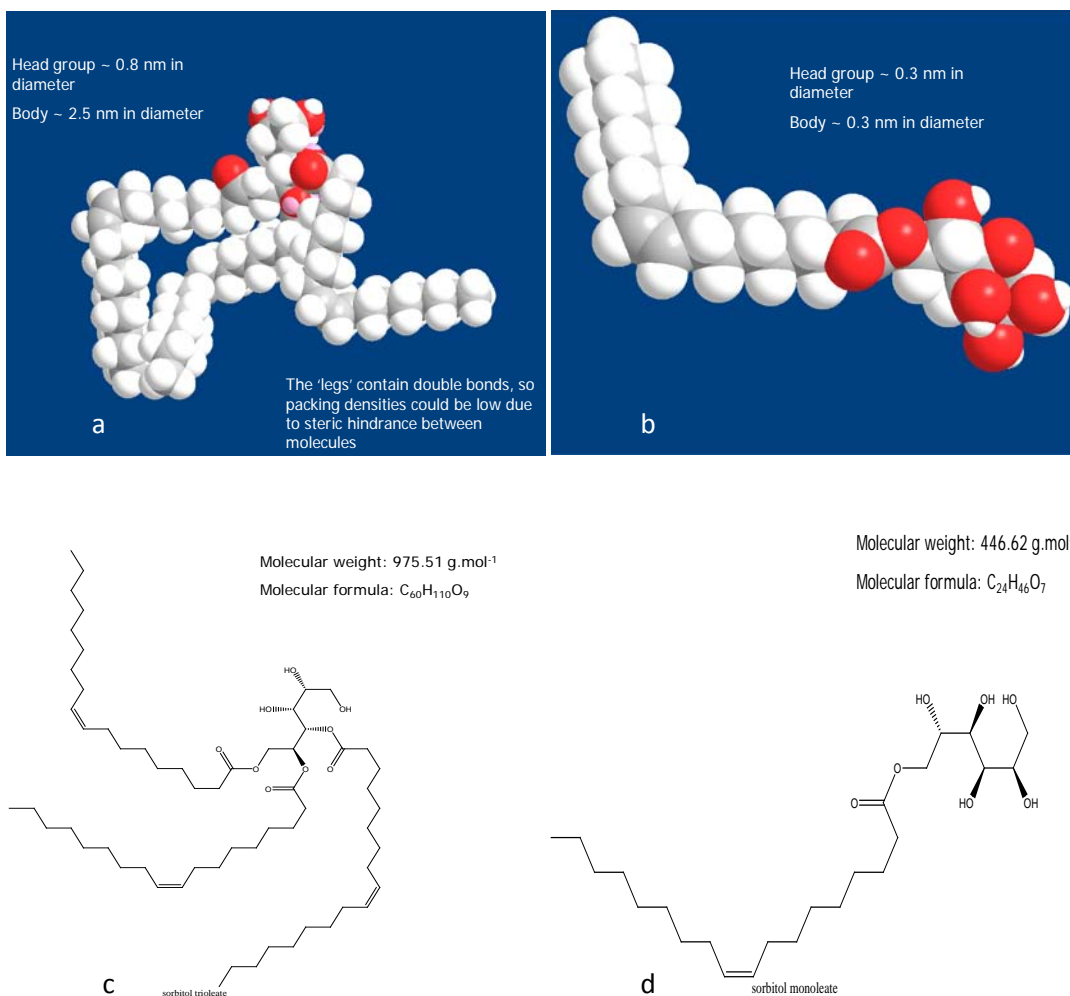 Head group ~ 0.8 nm in
diameter
Body ~ 2.5 nm in diameter
The 'legs' contain double bonds, so
packing densities could be low due
to steric hindrance between
molecules
a
Head group ~ 0.3 nm in
diameter
Body ~ 0.3 nm in diameter
b
Molecular weight: 975.51 g.mol-1
Molecular formula: C60H110O9
HO
HO
OH
O
O
O
O
O
O
c
sorbitol trioleate
Molecular weight: 446.62 g.mol
Molecular formula: C24H46O7
HO
OH
HO
O
O
HO
OH
d
sorbitol monoleate